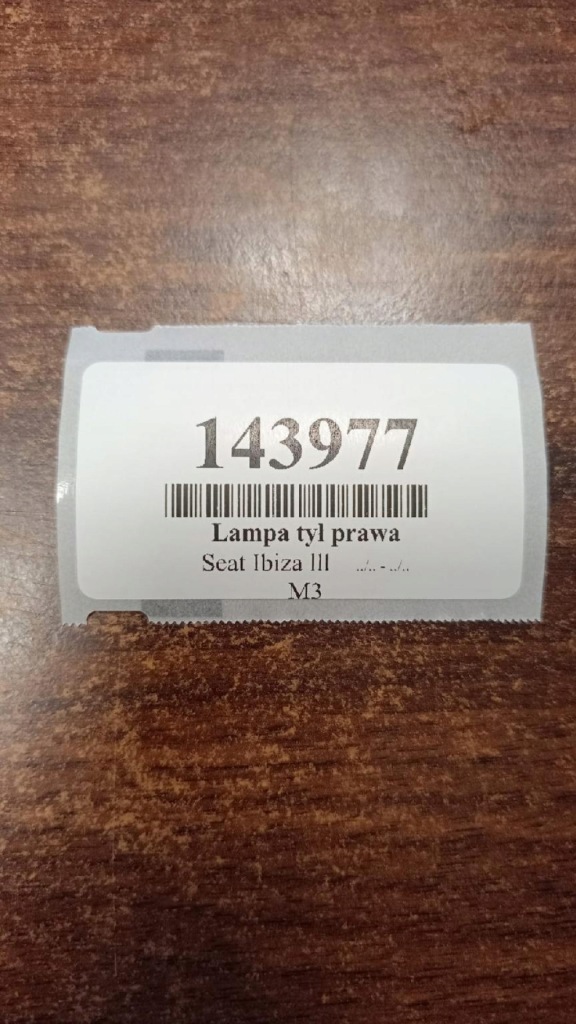 143977
Lampa tyl prawa
Seat Ibiza III ../.. - ../..
M3